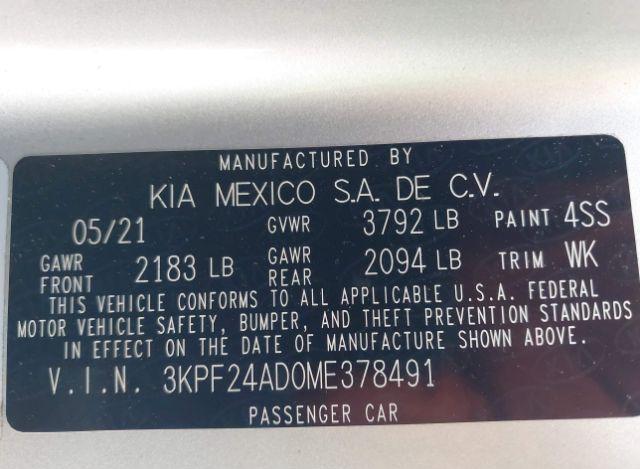 MANUFACTURED BY
KIA MEXICO S.A. DE C.V.
05/21 GVWR 3792 LB PAINT 4SS
GAWR FRONT 2183 LB GAWR REAR 2094 LB TRIM WK
THIS VEHICLE CONFORMS TO ALL APPLICABLE U.S.A. FEDERAL
MOTOR VEHICLE SAFETY, BUMPER, AND THEFT PREVENTION STANDARDS
IN EFFECT ON THE DATE OF MANUFACTURE SHOWN ABOVE.
V.I.N. 3KPF24AD0ME378491
PASSENGER CAR